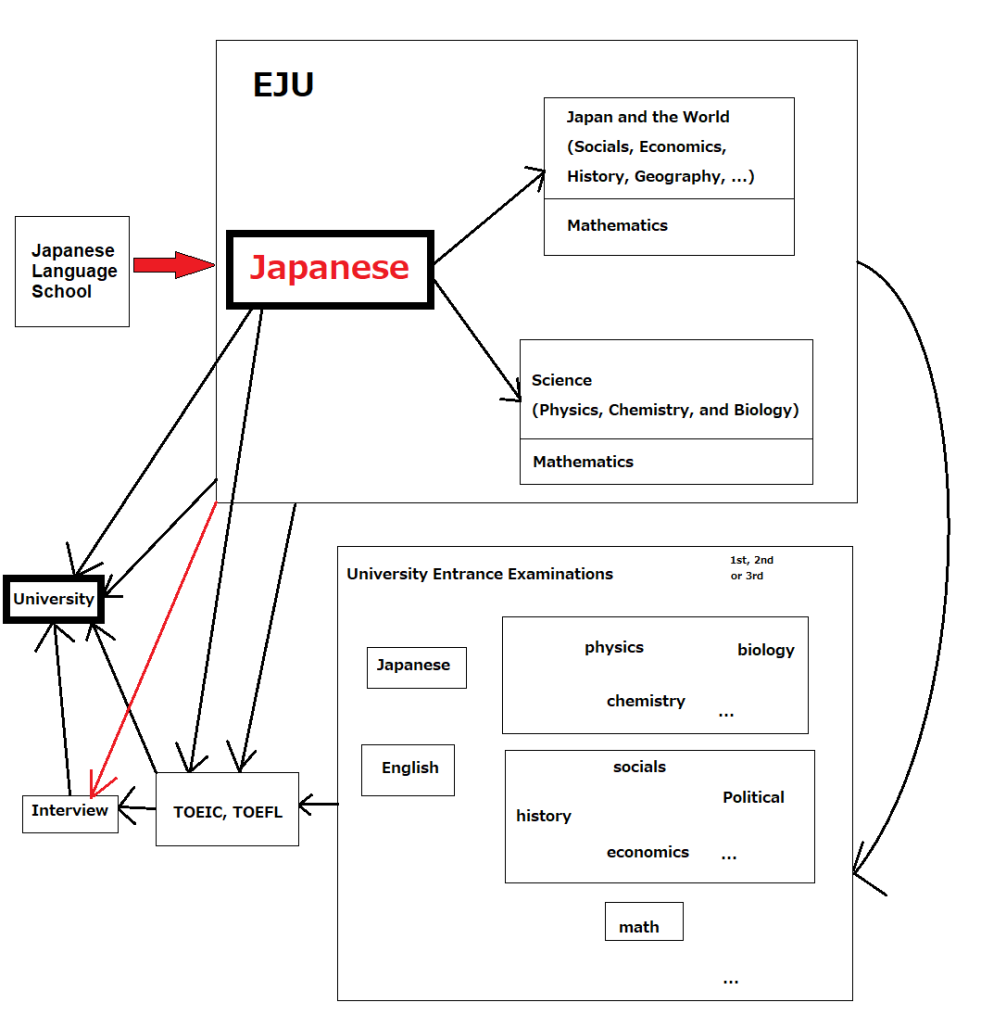 EJU
Japan and the World
(Socials, Economics,
History, Geography, ...)
Mathematics
Japanese
Language
School
Japanese
Science
(Physics, Chemistry, and Biology)
Mathematics
University
University Entrance Examinations
1st, 2nd
or 3rd
Japanese
physics
biology
chemistry
...
English
socials
Political
history
economics
...
math
...
Interview
TOEIC, TOEFL